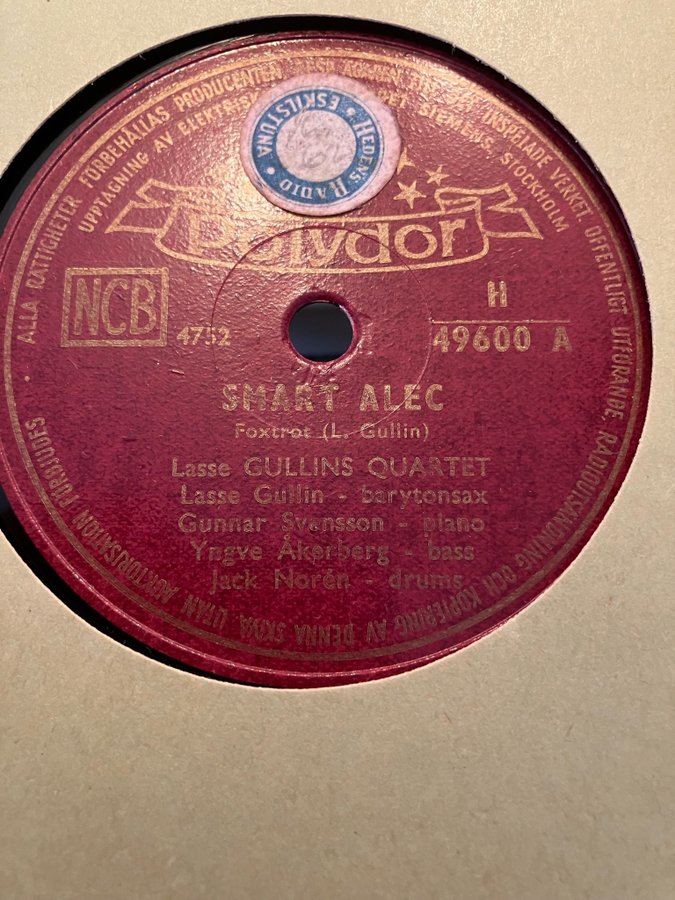 ALLA RÄTTIGHETER FÖRBEHÅLLAS PRODUCENTEN INSPELADE VERKET. OFFENTLIGT UTFÖRANDE, RADIOUTSÄNDNING OCH KOPIERING AV DENNA SKIVA UTAN AUKTORISATION FÖRBJUDES •
UPPTAGNING AV ELEKTRISKA SIEMENS, STOCKHOLM
HEDENS RADIO • ESKILSTUNA •
Polydor
NCB
4752
H
49600 A
SMART ALEC
Foxtrot (L. Gullin)
Lasse GULLINS QUARTET
Lasse Gullin - barytonsax
Gunnar Svensson - piano
Yngve Åkerberg - bass
Jack Norén - drums